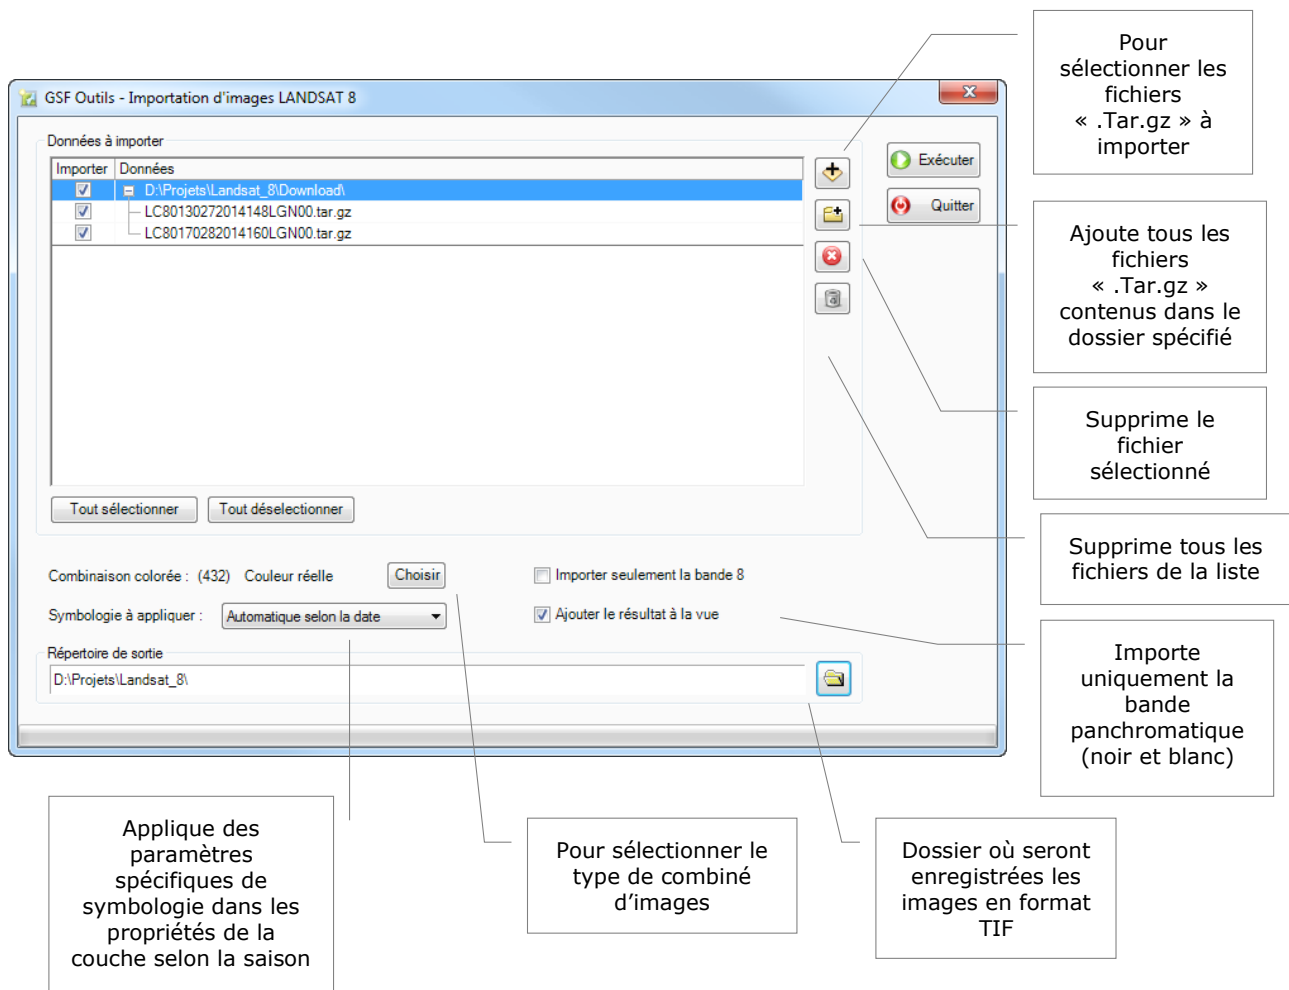 GSF Outils - Importation d'images LANDSAT 8
Données à importer
Importer Données
D:\Projets\Landsat_8\Download\
LC80130272014148LGN00.tar.gz
LC80170282014160LGN00.tar.gz
Exécuter
Quitter
Tout sélectionner
Tout déselectionner
Combinaison colorée : (432) Couleur réelle
Choisir
Importer seulement la bande 8
Symbologie à appliquer :
Automatique selon la date
Ajouter le résultat à la vue
Répertoire de sortie
D:\Projets\Landsat_8\
Pour
sélectionner les
fichiers
« .Tar.gz » à
importer
Ajoute tous les
fichiers
« .Tar.gz »
contenus dans le
dossier spécifié
Supprime le
fichier
sélectionné
Supprime tous les
fichiers de la liste
Importe
uniquement la
bande
panchromatique
(noir et blanc)
Applique des
paramètres
spécifiques de
symbologie dans les
propriétés de la
couche selon la saison
Pour sélectionner le
type de combiné
d’images
Dossier où seront
enregistrées les
images en format
TIF